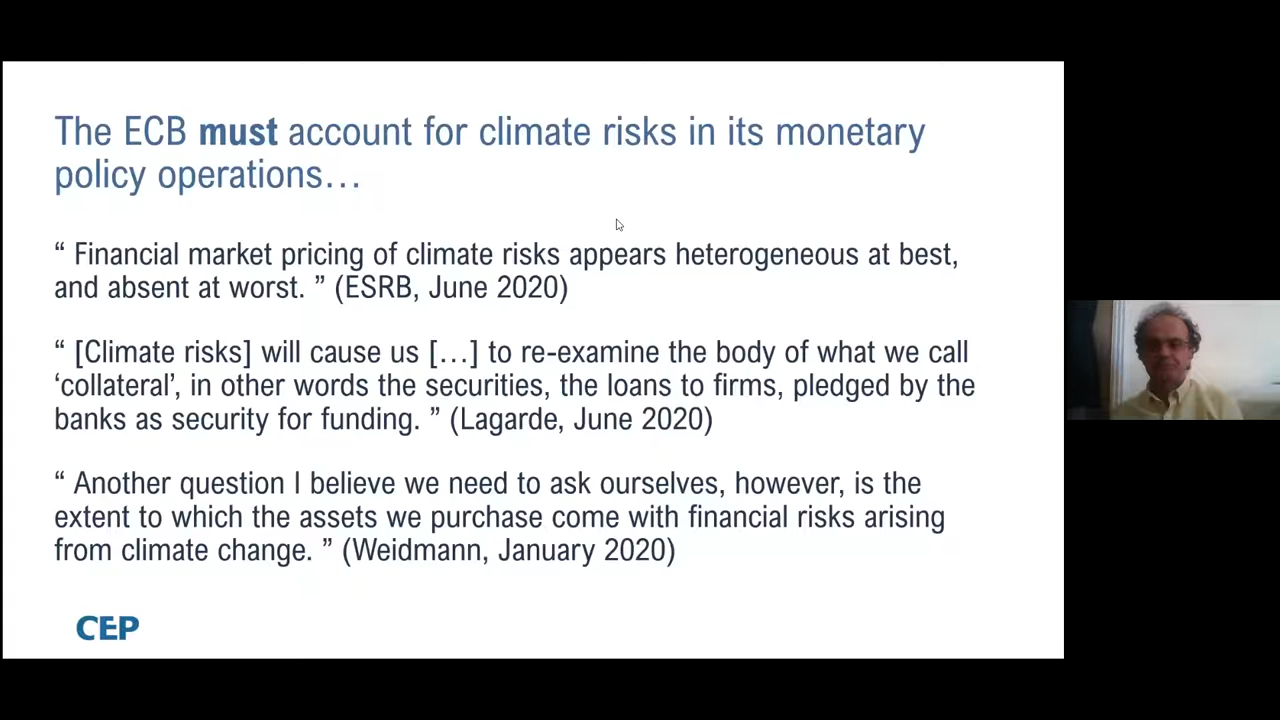 The ECB must account for climate risks in its monetary
policy operations…
“ Financial market pricing of climate risks appears heterogeneous at best,
and absent at worst. ” (ESRB, June 2020)
“ [Climate risks] will cause us […] to re-examine the body of what we call
‘collateral’, in other words the securities, the loans to firms, pledged by the
banks as security for funding. ” (Lagarde, June 2020)
“ Another question I believe we need to ask ourselves, however, is the
extent to which the assets we purchase come with financial risks arising
from climate change. ” (Weidmann, January 2020)
CEP